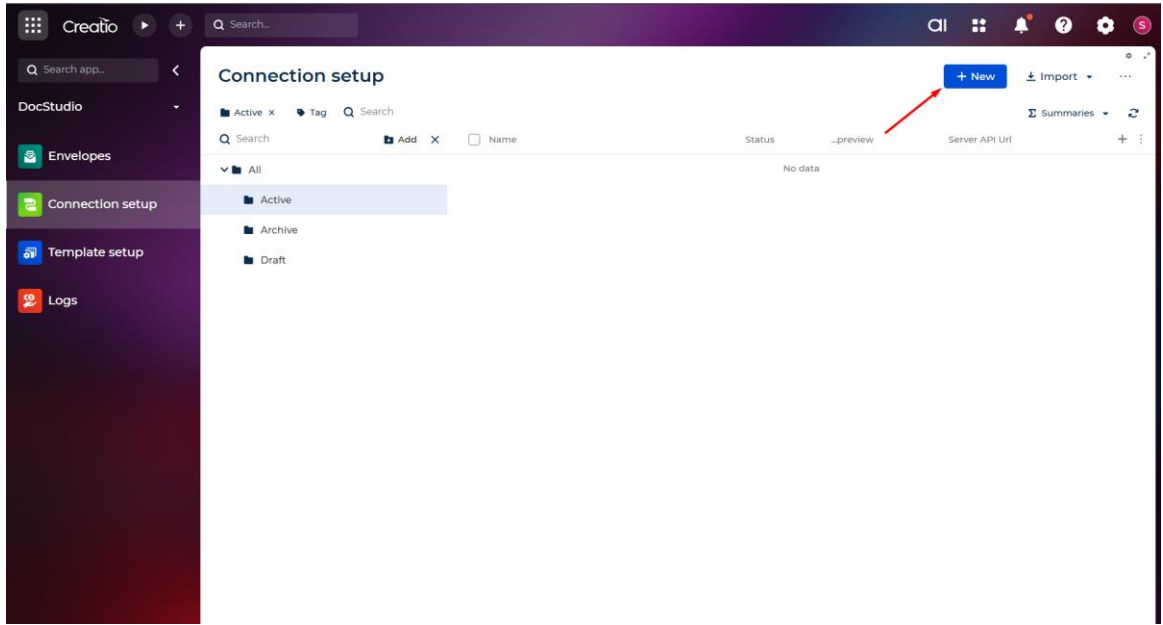 Creatio
Search...
AI
S
Search app...
DocStudio
Envelopes
Connection setup
Template setup
Logs
Connection setup
+ New
Import
...
Active ×
Tag
Search
Σ Summaries
Search
Add
Name
Status
...preview
Server API Url
All
No data
Active
Archive
Draft